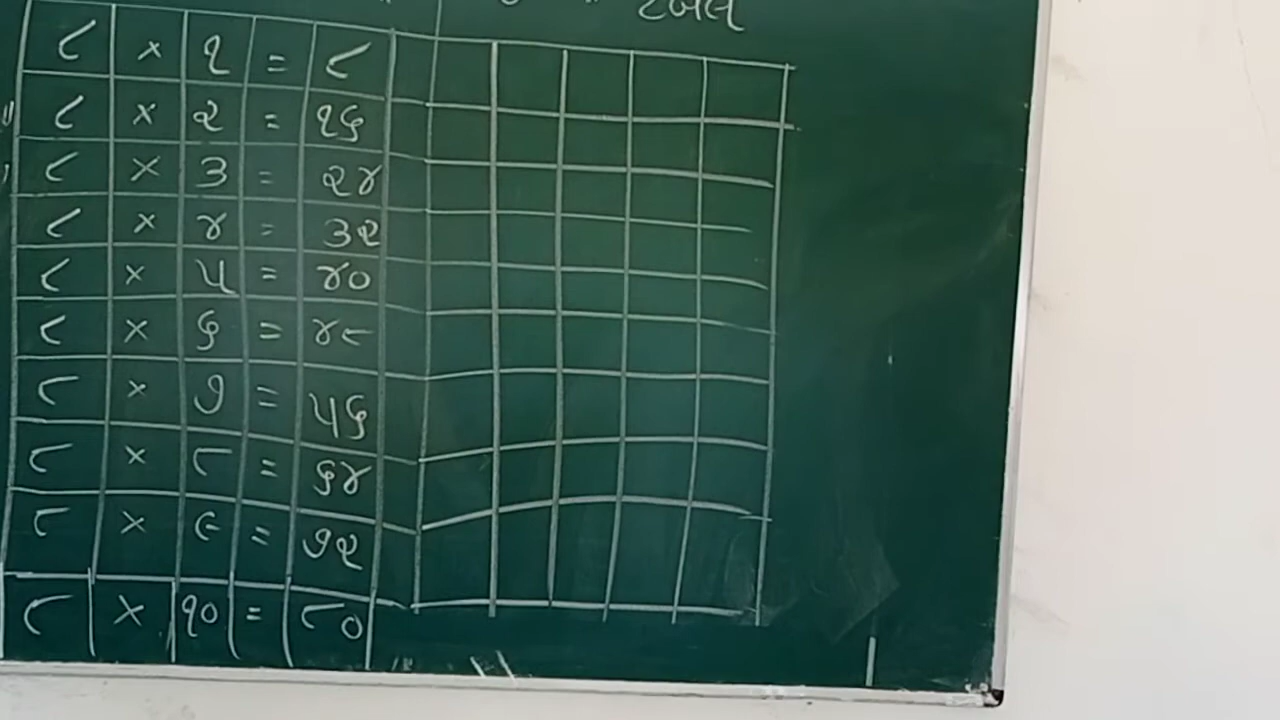 ૮ × ૧ = ૮
૮ × ૨ = ૧૬
૮ × ૩ = ૨૪
૮ × ૪ = ૩૨
૮ × ૫ = ૪૦
૮ × ૬ = ૪૮
૮ × ૭ = ૫૬
૮ × ૮ = ૬૪
૮ × ૯ = ૭૨
૮ × ૧૦ = ૮૦